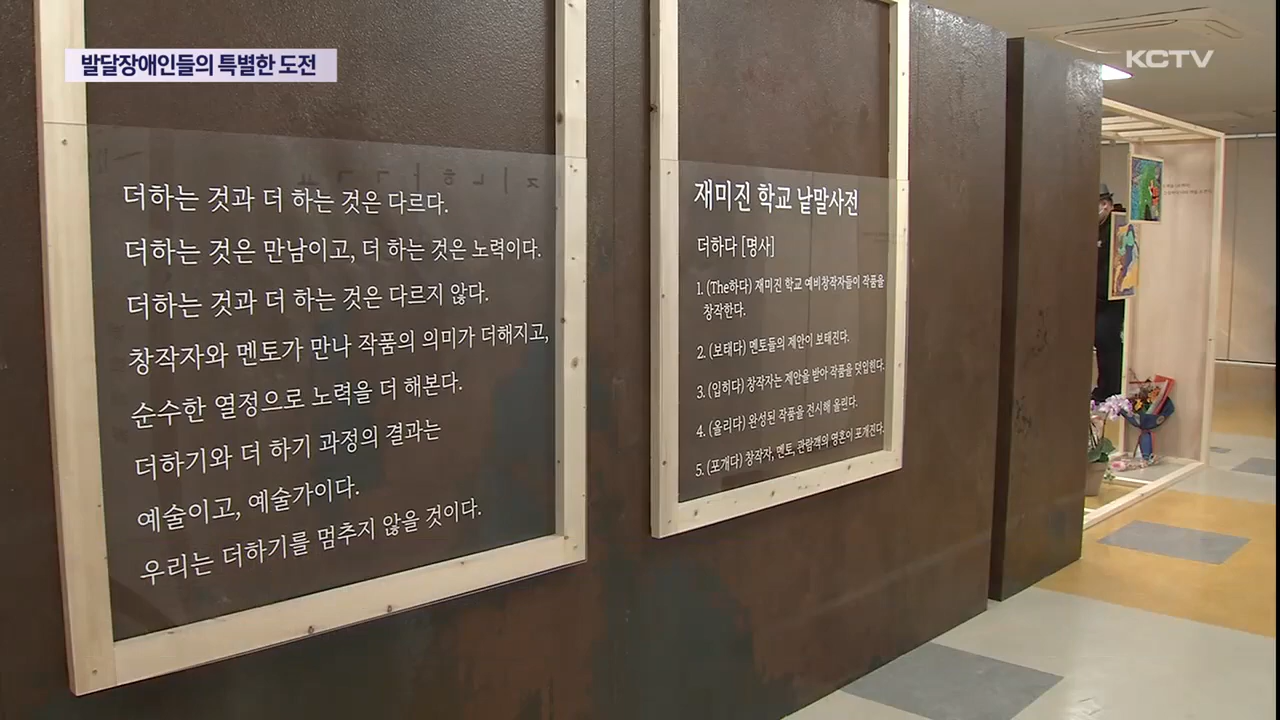 발달장애인들의 특별한 도전
KCTV
더하는 것과 더 하는 것은 다르다.
더하는 것은 만남이고, 더 하는 것은 노력이다.
더하는 것과 더 하는 것은 다르지 않다.
창작자와 멘토가 만나 작품의 의미가 더해지고,
순수한 열정으로 노력을 더 해본다.
더하기와 더 하기 과정의 결과는
예술이고, 예술가이다.
우리는 더하기를 멈추지 않을 것이다.
재미진 학교 낱말사전
더하다 [명사]
1. (The하다) 재미진 학교 예비창작자들이 작품을
창작한다.
2. (보태다) 멘토들의 제안이 보태진다.
3. (입히다) 창작자는 제안을 받아 작품을 덧입힌다.
4. (올리다) 완성된 작품을 전시해 올린다.
5. (포개다) 창작자, 멘토, 관람객의 영혼이 포개진다.